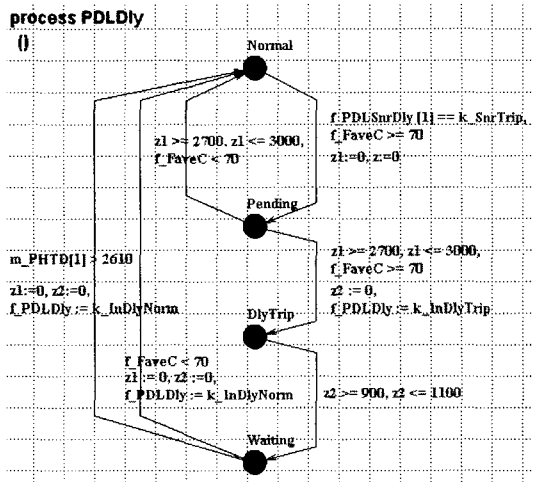 process PDLDly
()
Normal
f_PDLSnrDly [1] == k_SnrTrip,
f_FaveC >= 70
z1:=0, z:=0
z1 >= 2700, z1 <= 3000,
f_FaveC < 70
Pending
z1 >= 2700, z1 <= 3000,
f_FaveC >= 70
z2 := 0,
f_PDLDly := k_InDlyTrip
m_PHTD[1] > 2610
z1:=0, z2:=0,
f_PDLDly := k_InDlyNorm
DlyTrip
f_FaveC < 70
z1 := 0, z2 :=0,
f_PDLDly := k_InDlyNorm
z2 >= 900, z2 <= 1100
Waiting